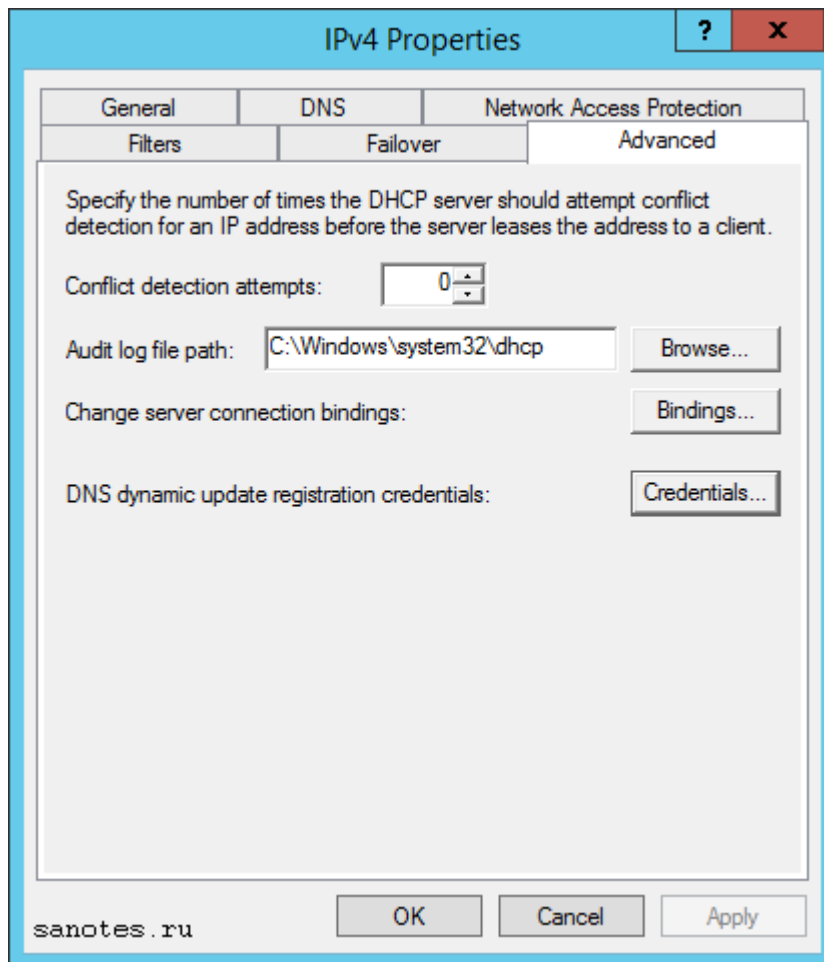 IPv4 Properties
?
x
General
DNS
Network Access Protection
Filters
Failover
Advanced
Specify the number of times the DHCP server should attempt conflict
detection for an IP address before the server leases the address to a client.
Conflict detection attempts:
0
Audit log file path:
C:\Windows\system32\dhcp
Browse...
Change server connection bindings:
Bindings...
DNS dynamic update registration credentials:
Credentials...
OK
Cancel
Apply
sanotes.ru